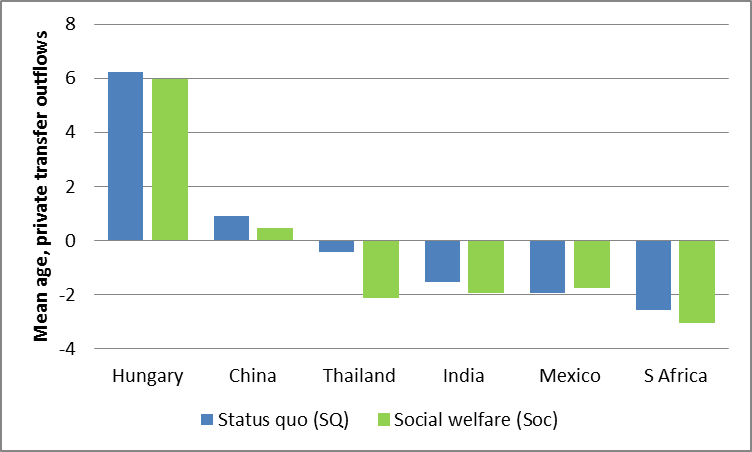 Mean age, private transfer outflows
8
6
4
2
0
-2
-4
Hungary China Thailand India Mexico S Africa
Status quo (SQ) Social welfare (Soc)